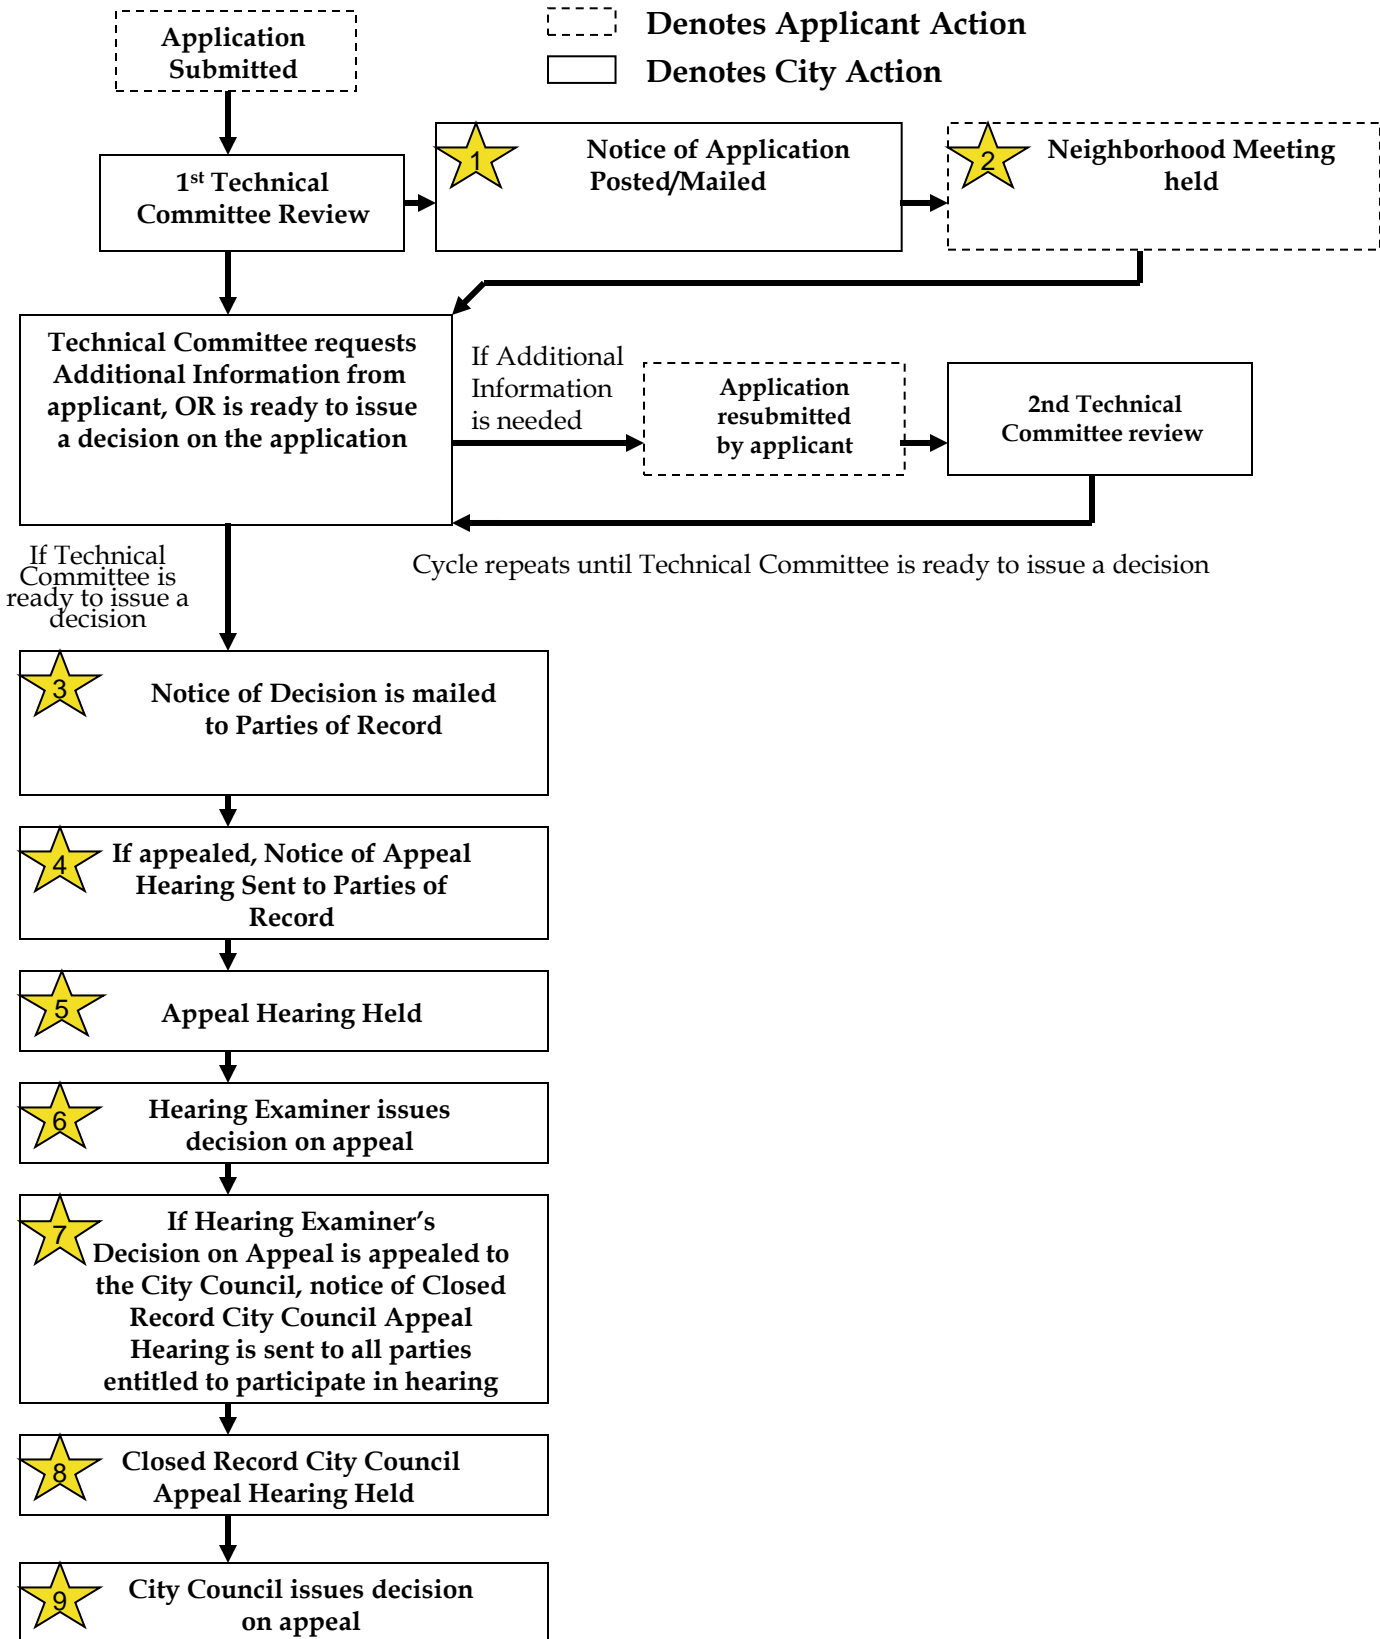 Application
Submitted
Denotes Applicant Action
Denotes City Action
1st Technical
Committee Review
1
Notice of Application
Posted/Mailed
2
Neighborhood Meeting
held
Technical Committee requests
Additional Information from
applicant, OR is ready to issue
a decision on the application
If Additional
Information
is needed
Application
resubmitted
by applicant
2nd Technical
Committee review
If Technical
Committee is
ready to issue a
decision
Cycle repeats until Technical Committee is ready to issue a decision
3
Notice of Decision is mailed
to Parties of Record
4
If appealed, Notice of Appeal
Hearing Sent to Parties of
Record
5
Appeal Hearing Held
6
Hearing Examiner issues
decision on appeal
7
If Hearing Examiner’s
Decision on Appeal is appealed to
the City Council, notice of Closed
Record City Council Appeal
Hearing is sent to all parties
entitled to participate in hearing
8
Closed Record City Council
Appeal Hearing Held
9
City Council issues decision
on appeal